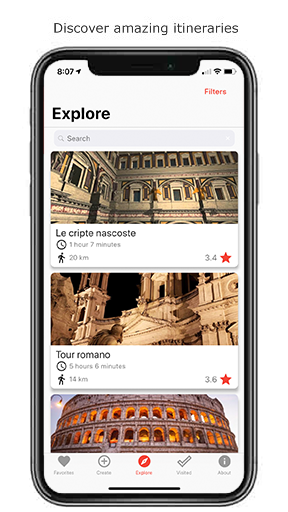 Discover amazing itineraries
8:07
Filters
Explore
Search
Le cripte nascoste
1 hour 7 minutes
20 km
3.4
Tour romano
5 hours 6 minutes
14 km
3.6
Favorites
Create
Explore
Visited
About